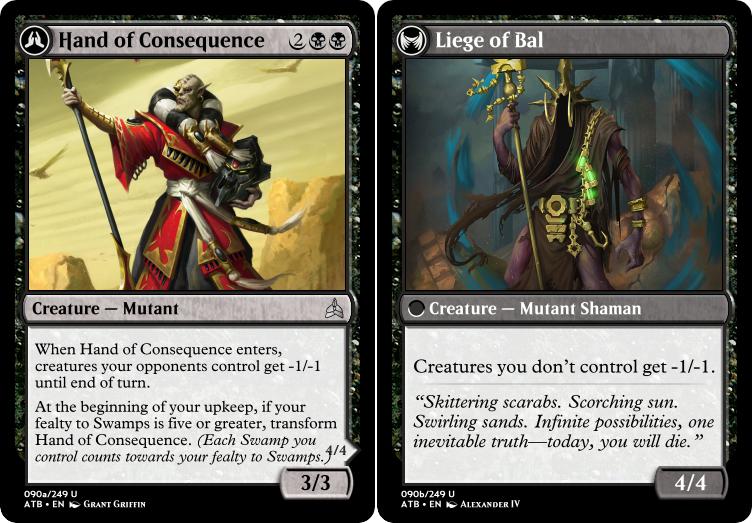 Hand of Consequence 2
Creature — Mutant
When Hand of Consequence enters,
creatures your opponents control get -1/-1
until end of turn.
At the beginning of your upkeep, if your
fealty to Swamps is five or greater, transform
Hand of Consequence. (Each Swamp you
control counts towards your fealty to Swamps.)
4/4
3/3
090a/249 U
ATB • EN GRANT GRIFFIN
Liege of Bal
Creature — Mutant Shaman
Creatures you don't control get -1/-1.
“Skittering scarabs. Scorching sun.
Swirling sands. Infinite possibilities, one
inevitable truth—today, you will die.”
4/4
090b/249 U
ATB • EN ALEXANDER IV